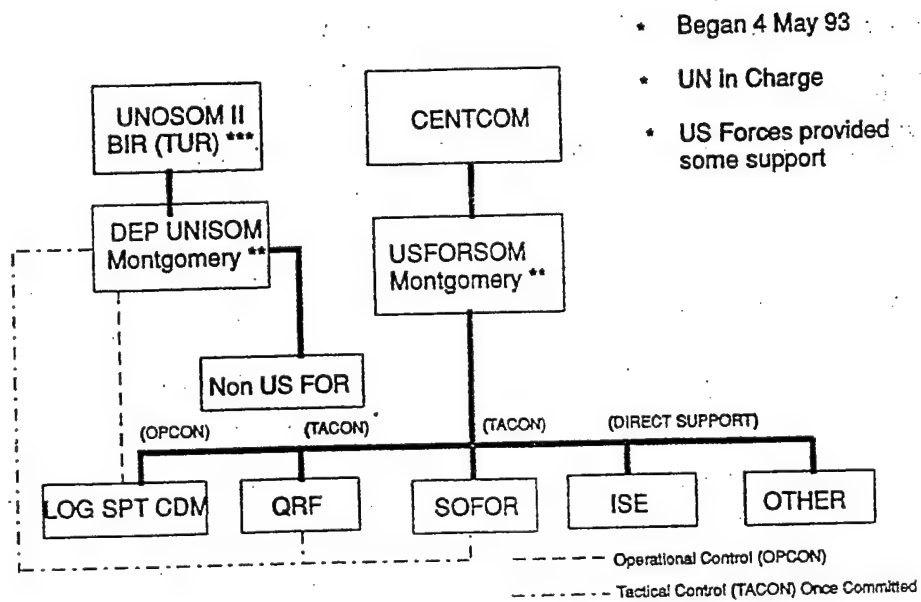 * Began 4 May 93
* UN in Charge
* US Forces provided
some support
UNOSOM II
BIR (TUR) ***
CENTCOM
DEP UNISOM
Montgomery **
USFORSOM
Montgomery **
Non US FOR
(OPCON)
(TACON)
(TACON)
(DIRECT SUPPORT)
LOG SPT CDM
QRF
SOFOR
ISE
OTHER
Operational Control (OPCON)
Tactical Control (TACON) Once Committed